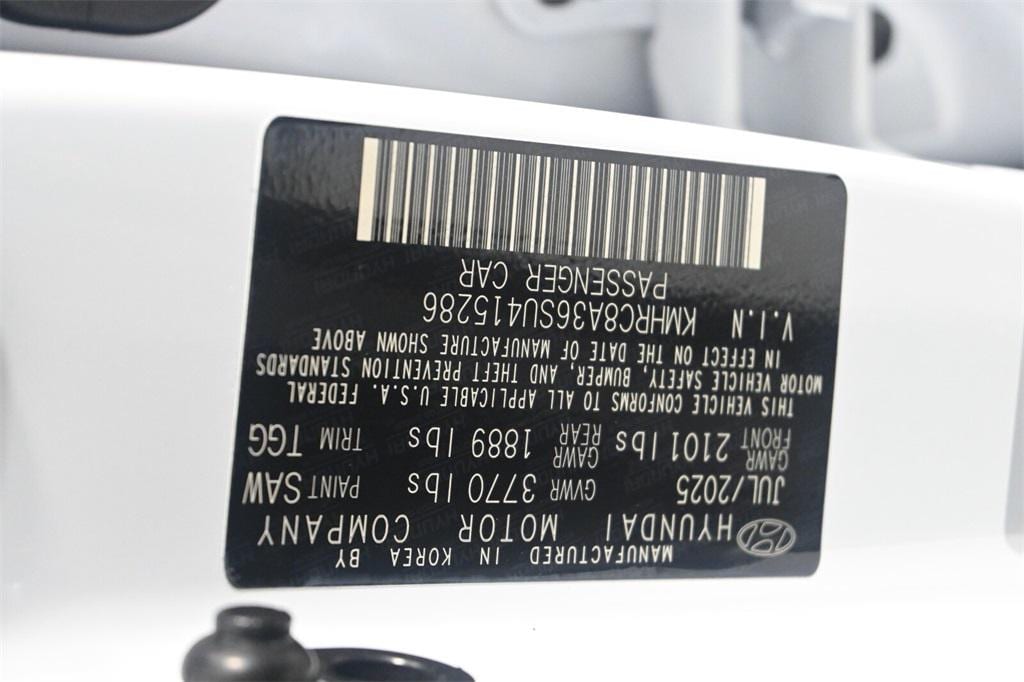 MANUFACTURED IN KOREA BY
HYUNDAI MOTOR COMPANY
JUL/2025 GVWR 3770 lbs PAINT SAW
GAWR FRONT 2101 lbs GAWR REAR 1889 lbs TRIM TGG
THIS VEHICLE CONFORMS TO ALL APPLICABLE U.S.A. FEDERAL
MOTOR VEHICLE SAFETY, BUMPER, AND THEFT PREVENTION STANDARDS
IN EFFECT ON THE DATE OF MANUFACTURE SHOWN ABOVE
V.I.N KMHRC8A36SU415286
PASSENGER CAR